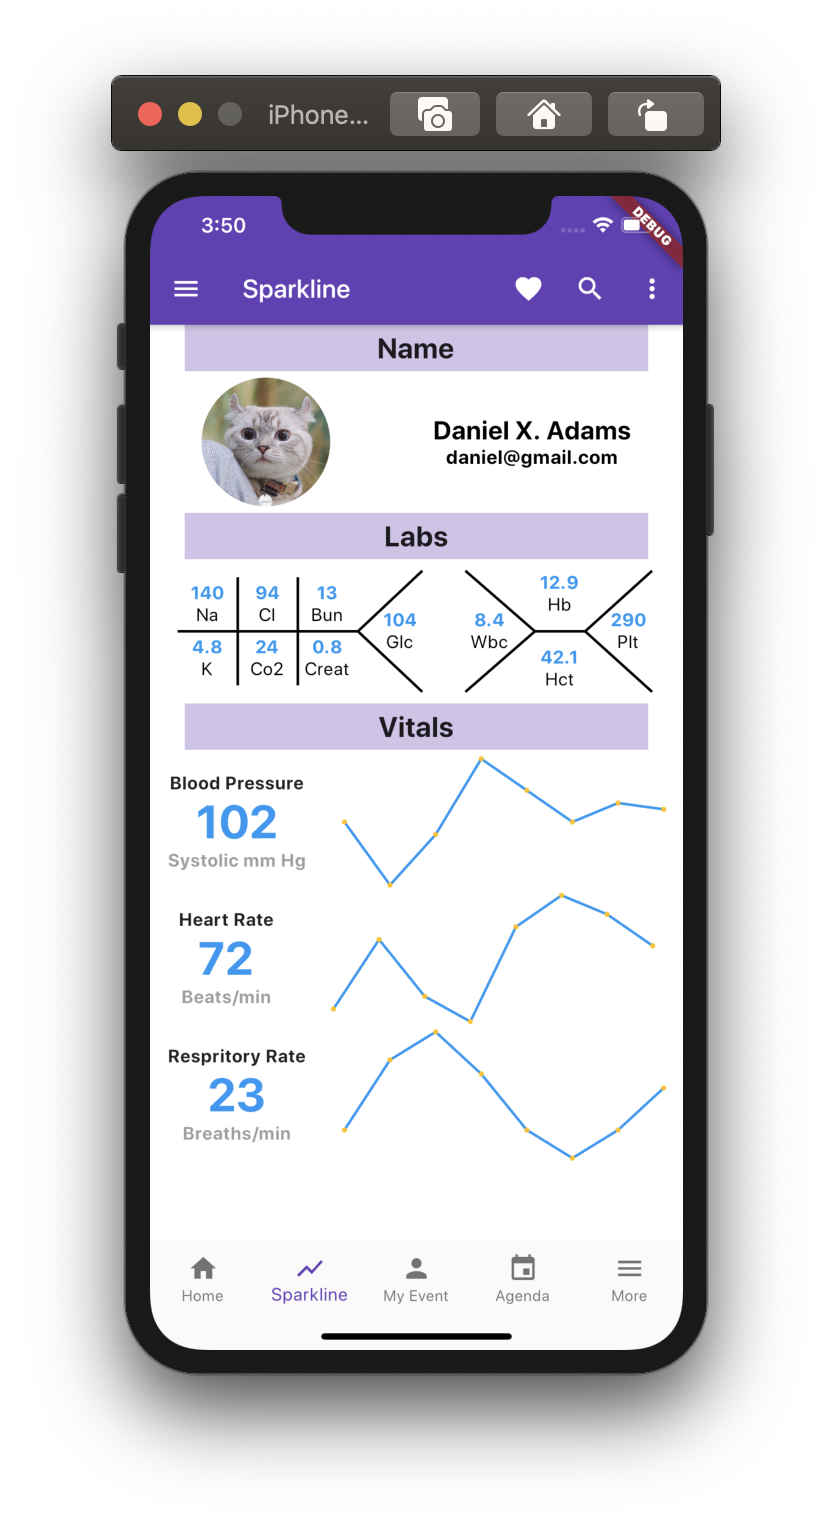 iPhone...
3:50
DEBUG
Sparkline
Name
Daniel X. Adams
daniel@gmail.com
Labs
140 94 13
Na Cl Bun
104
Glc
4.8 24 0.8
K Co2 Creat
12.9
Hb
8.4 290
Wbc Plt
42.1
Hct
Vitals
Blood Pressure
102
Systolic mm Hg
Heart Rate
72
Beats/min
Respritory Rate
23
Breaths/min
Home Sparkline My Event Agenda More